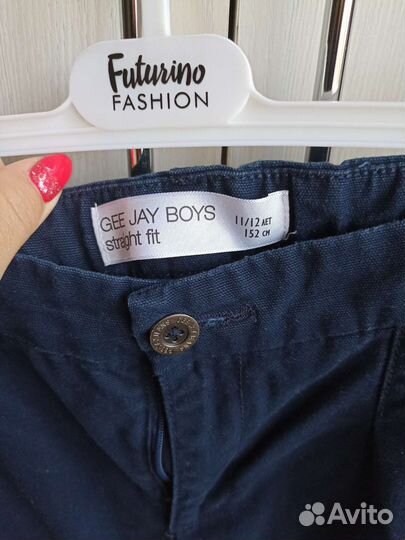 Futurino
FASHION
GEE JAY BOYS
straight fit
11/12 ЛЕТ
152 СМ
Avito